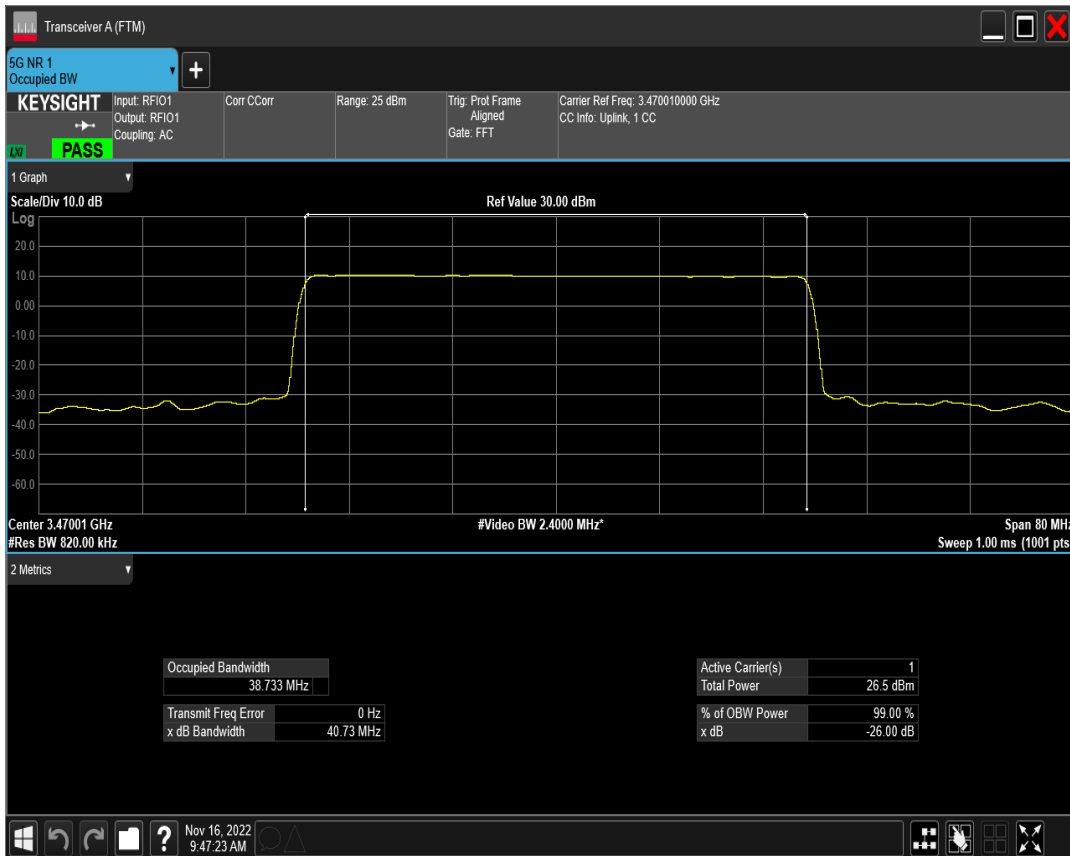 Transceiver A (FTM)
5G NR 1
Occupied BW
+
KEYSIGHT
LXI
PASS
Input: RFIO1
Output: RFIO1
Coupling: AC
Corr CCorr
Range: 25 dBm
Trig: Prot Frame
Aligned
Gate: FFT
Carrier Ref Freq: 3.470010000 GHz
CC Info: Uplink, 1 CC
1 Graph
Scale/Div 10.0 dB
Ref Value 30.00 dBm
Log
20.0
10.0
0.00
-10.0
-20.0
-30.0
-40.0
-50.0
-60.0
Center 3.47001 GHz
#Video BW 2.4000 MHz*
Span 80 MHz
#Res BW 820.00 kHz
Sweep 1.00 ms (1001 pts
2 Metrics
Occupied Bandwidth
38.733 MHz
Transmit Freq Error 0 Hz
x dB Bandwidth 40.73 MHz
Active Carrier(s) 1
Total Power 26.5 dBm
% of OBW Power 99.00 %
x dB -26.00 dB
?
Nov 16, 2022
9:47:23 AM